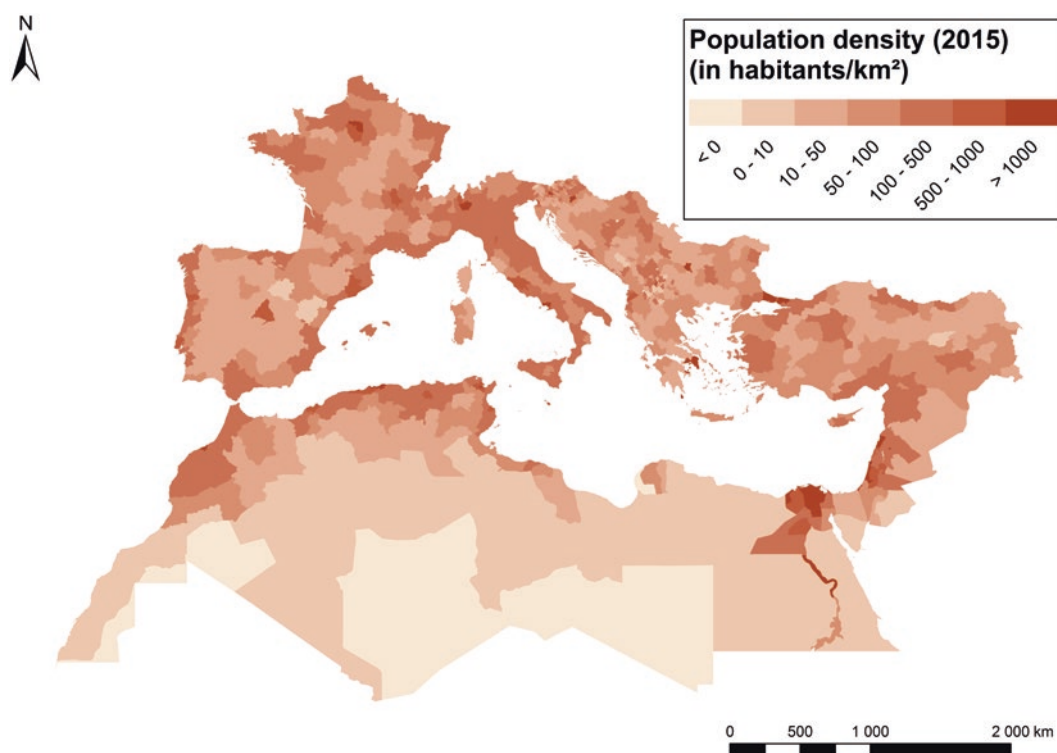 N
Population density (2015)
(in habitants/km²)
< 0
0 - 10
10 - 50
50 - 100
100 - 500
500 - 1000
> 1000
0 500 1 000 2 000 km